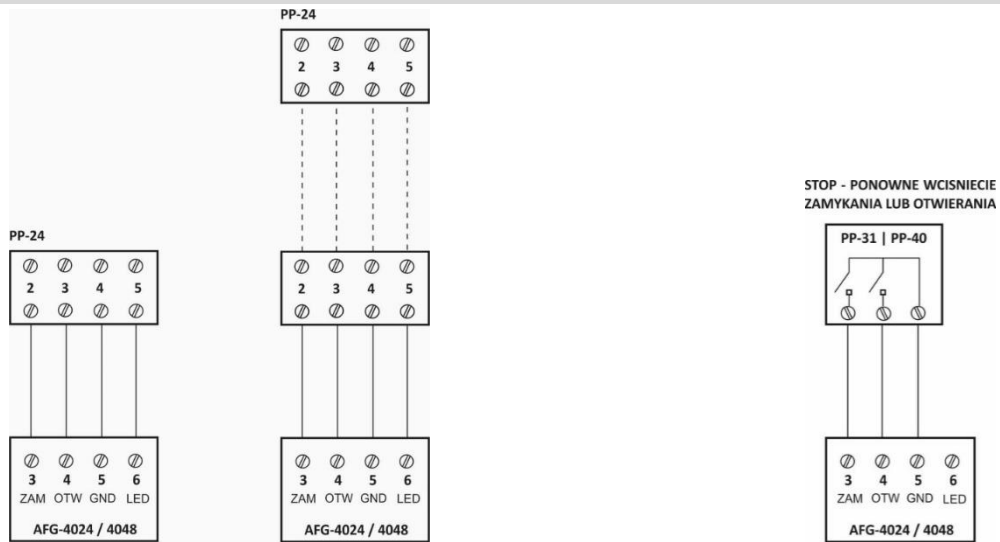 PP-24
2 3 4 5
PP-24
2 3 4 5
2 3 4 5
3 4 5 6
ZAM OTW GND LED
AFG-4024 / 4048
3 4 5 6
ZAM OTW GND LED
AFG-4024 / 4048
STOP - PONOWNE WCISNIECIE
ZAMYKANIA LUB OTWIERANIA
PP-31 | PP-40
3 4 5 6
ZAM OTW GND LED
AFG-4024 / 4048